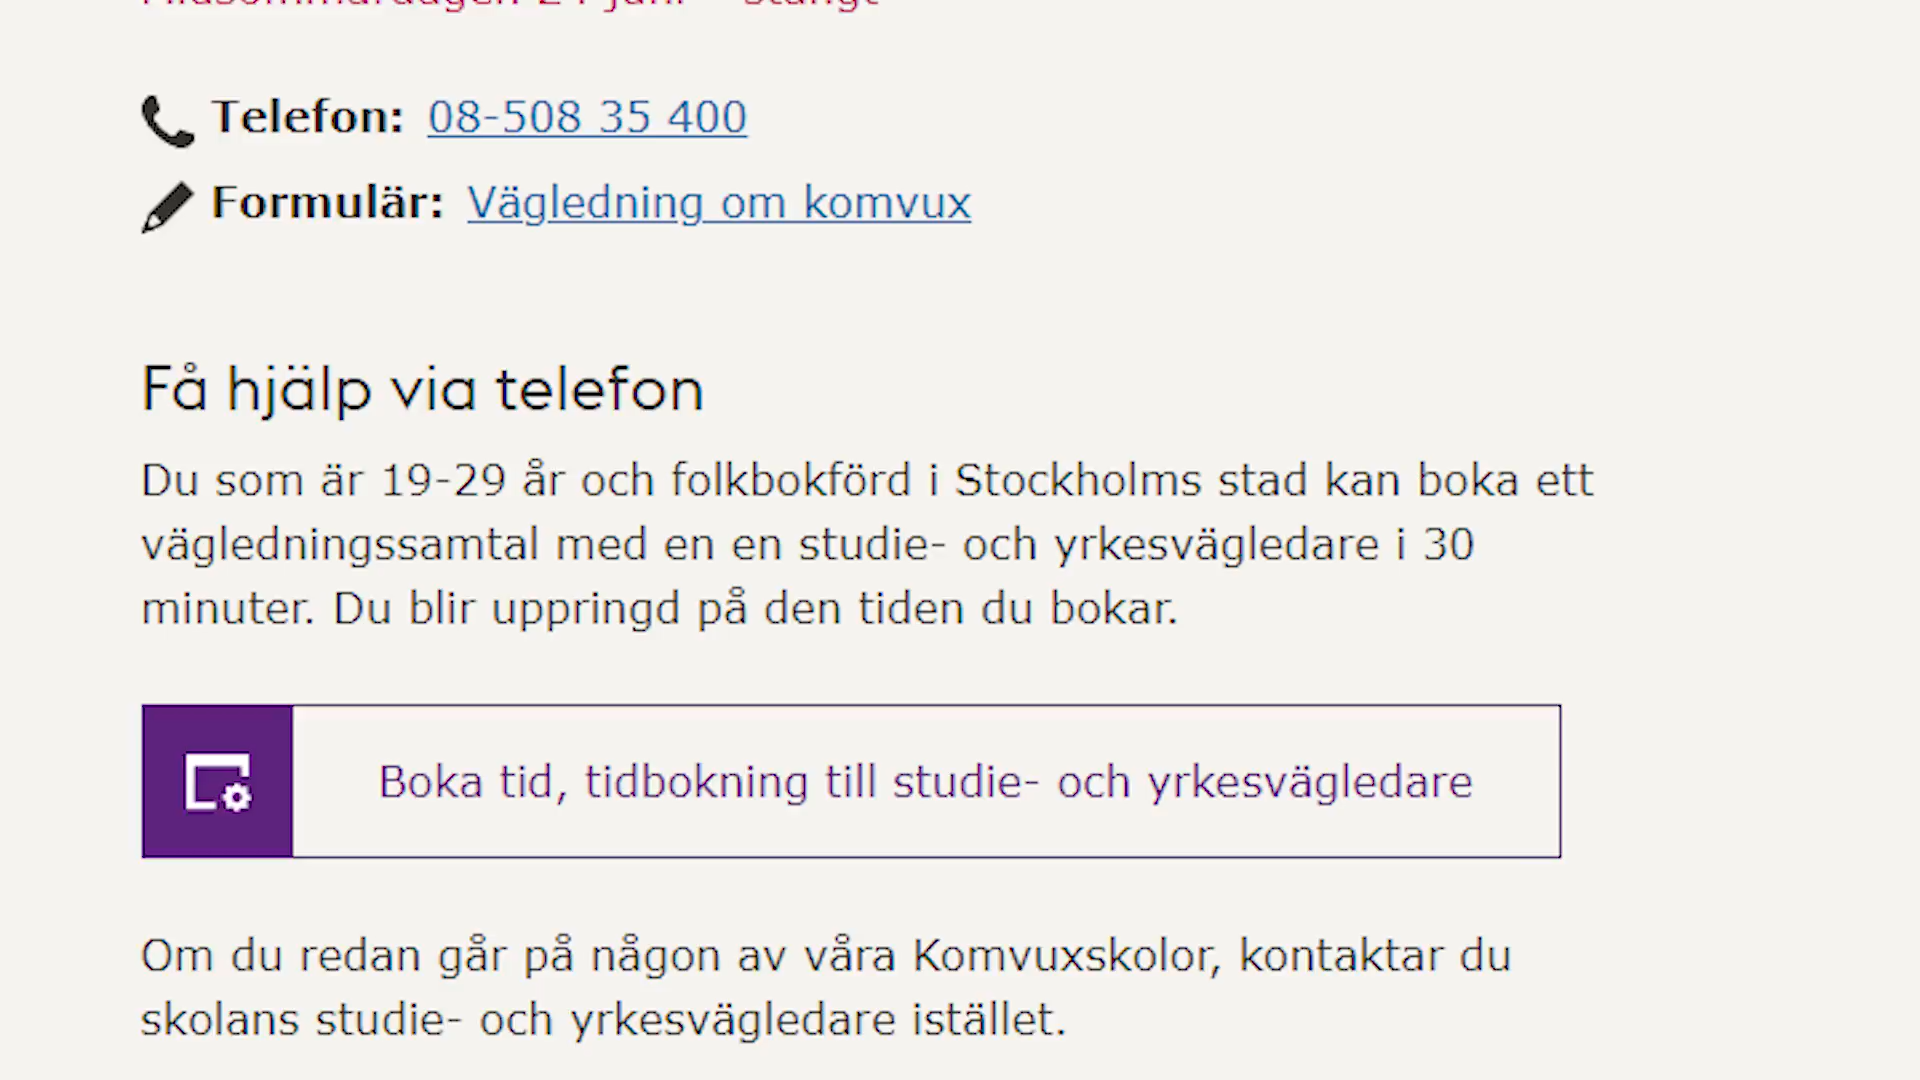 Telefon: 08-508 35 400
Formulär: Vägledning om komvux
Få hjälp via telefon
Du som är 19-29 år och folkbokförd i Stockholms stad kan boka ett
vägledningssamtal med en en studie- och yrkesvägledare i 30
minuter. Du blir uppringd på den tiden du bokar.
Boka tid, tidbokning till studie- och yrkesvägledare
Om du redan går på någon av våra Komvuxskolor, kontaktar du
skolans studie- och yrkesvägledare istället.